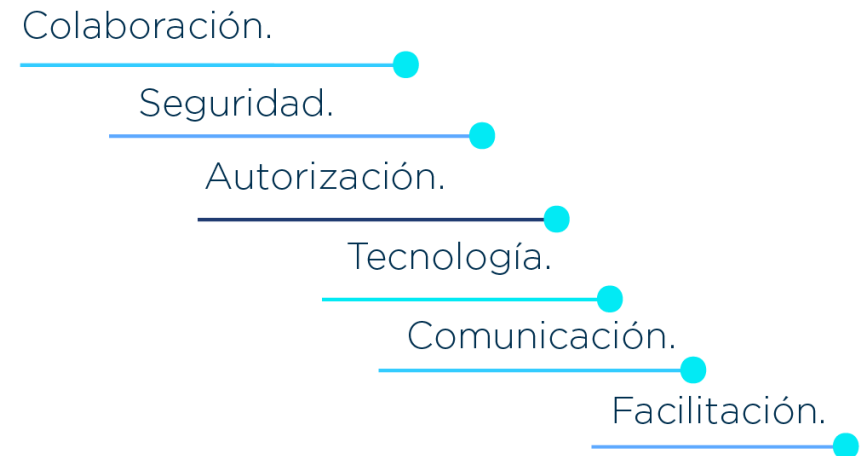 Colaboración.
Seguridad.
Autorización.
Tecnología.
Comunicación.
Facilitación.